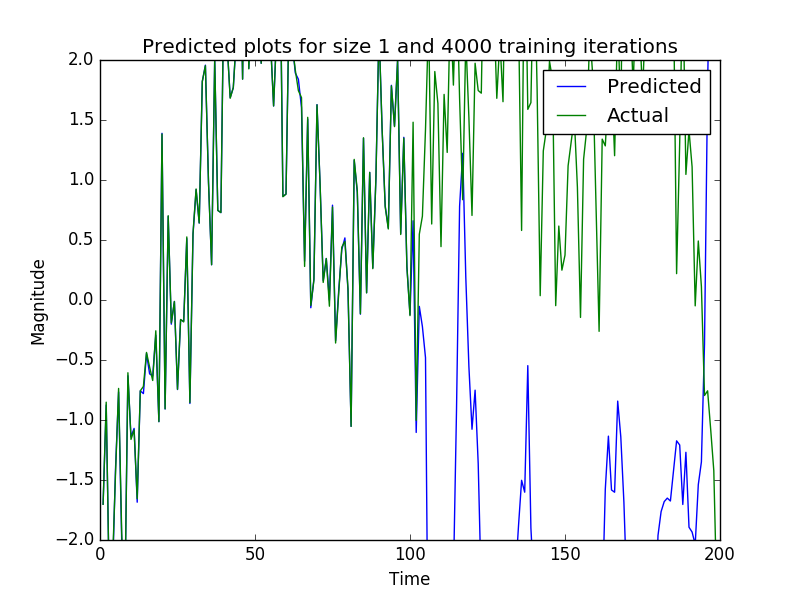 Predicted plots for size 1 and 4000 training iterations
Predicted
Actual
2.0
1.5
1.0
0.5
0.0
−0.5
−1.0
−1.5
−2.0
Magnitude
0 50 100 150 200
Time